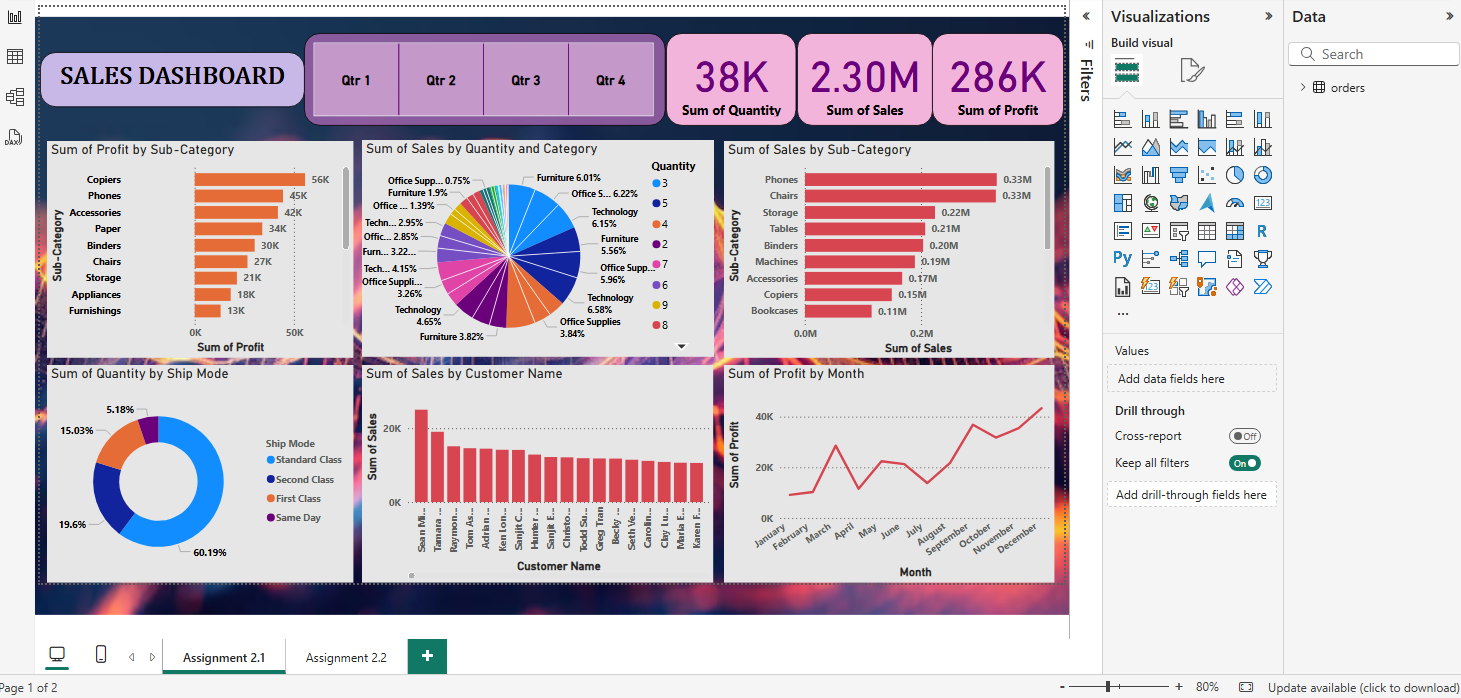 Visualizations
Data
Build visual
Search
Filters
orders
SALES DASHBOARD
Qtr 1
Qtr 2
Qtr 3
Qtr 4
38K
Sum of Quantity
2.30M
Sum of Sales
286K
Sum of Profit
Sum of Profit by Sub-Category
Sub-Category
Copiers 56K
Phones 45K
Accessories 42K
Paper 34K
Binders 30K
Chairs 27K
Storage 21K
Appliances 18K
Furnishings 13K
0K 50K
Sum of Profit
Sum of Sales by Quantity and Category
Furniture 6.01%
Office S... 6.22%
Technology
6.15%
Furniture
5.56%
Office Supp...
5.96%
Technology
6.58%
Office Supplies
3.84%
Furniture 3.82%
Technology
4.65%
Office Suppli...
3.26%
Tech... 4.15%
Furn... 3.22...
Offic... 2.85%
Techn... 2.95%
Office ... 1.39%
Furniture 1.9%
Office Supp... 0.75%
Quantity
3
5
4
2
7
6
9
8
Sum of Sales by Sub-Category
Sub-Category
Phones 0.33M
Chairs 0.33M
Storage 0.22M
Tables 0.21M
Binders 0.20M
Machines 0.19M
Accessories 0.17M
Copiers 0.15M
Bookcases 0.11M
0.0M 0.2M
Sum of Sales
Sum of Quantity by Ship Mode
5.18%
15.03%
19.6%
60.19%
Ship Mode
Standard Class
Second Class
First Class
Same Day
Sum of Sales by Customer Name
Sum of Sales
20K
0K
Sean Mi...
Tamara ...
Raymon...
Tom As...
Adrian ...
Ken Lon...
Sanjit C...
Hunter ...
Sanjit E...
Christo...
Todd Su...
Greg Tran
Becky ...
Seth Ve...
Carolin...
Clay Lu...
Maria E...
Karen F...
Customer Name
Sum of Profit by Month
Sum of Profit
40K
20K
0K
January
February
March
April
May
June
July
August
September
October
November
December
Month
R
Py
123
...
Values
Add data fields here
Drill through
Cross-report
Off
Keep all filters
On
Add drill-through fields here
DAX
Assignment 2.1
Assignment 2.2
+
Page 1 of 2
- + 80%
Update available (click to download)